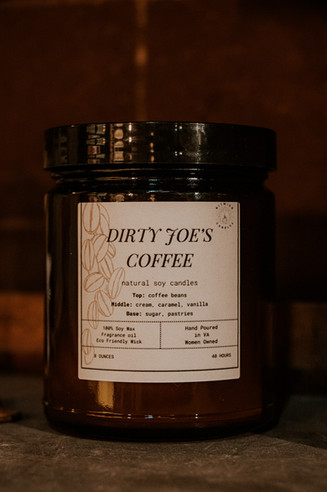 DIRTY JOE'S
COFFEE
natural soy candles
Top: coffee beans
Middle: cream, caramel, vanilla
Base: sugar, pastries
100% Soy Wax
Fragrance oil
Eco Friendly Wick
Hand Poured
in VA
Women Owned
8 OUNCES
40 HOURS